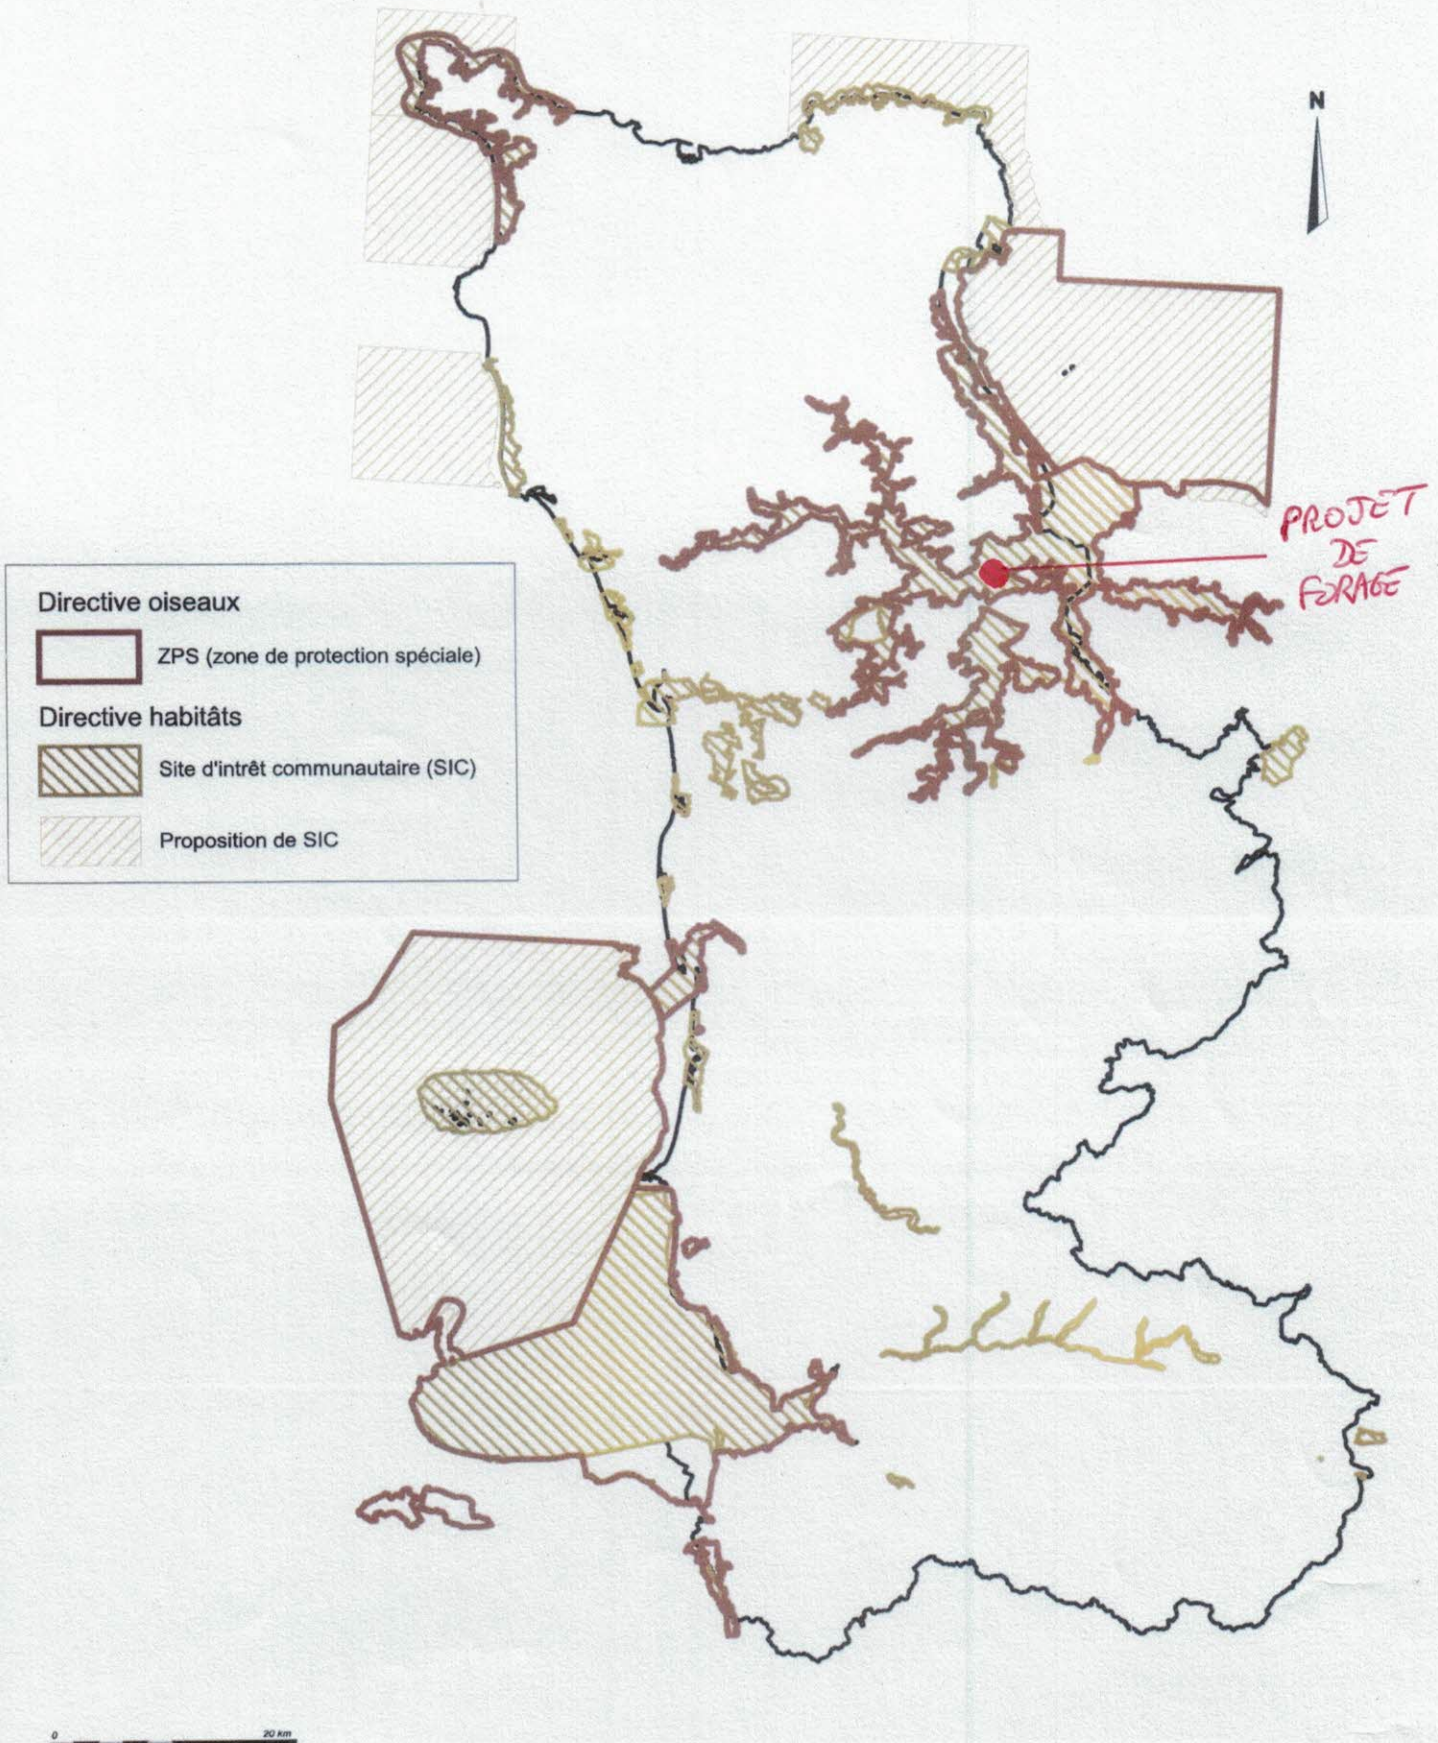 N
PROJET
DE
FORAGE
Directive oiseaux
ZPS (zone de protection spéciale)
Directive habitâts
Site d'intrêt communautaire (SIC)
Proposition de SIC
0 20 km